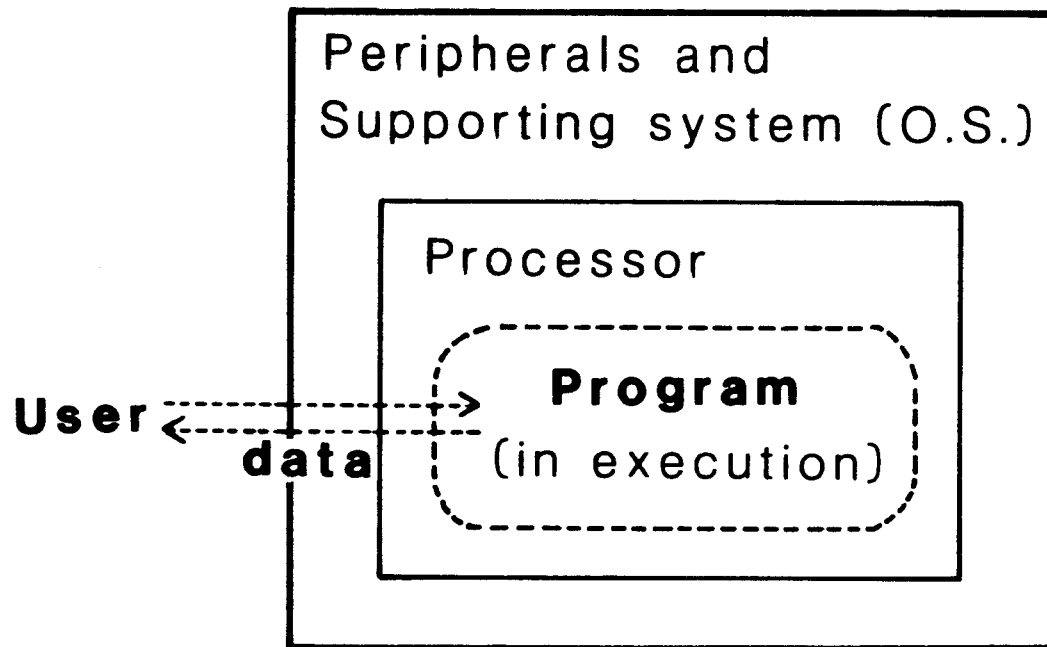 Peripherals and
Supporting system (O.S.)
Processor
Program
(in execution)
User
data